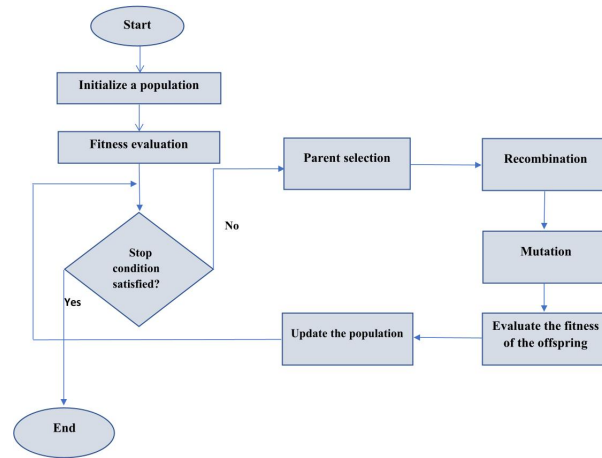 Start
Initialize a population
Fitness evaluation
Parent selection
Recombination
No
Stop
condition
satisfied?
Mutation
Yes
Update the population
Evaluate the fitness
of the offspring
End